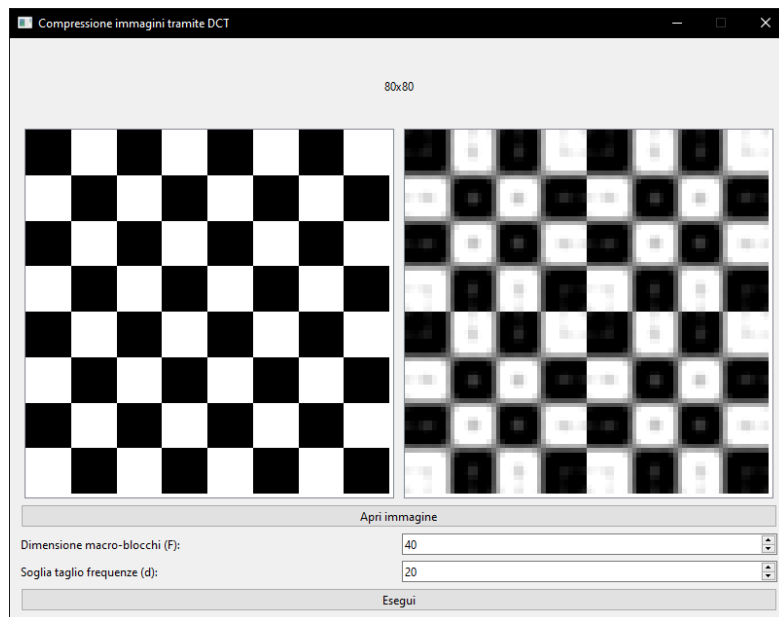 Compressione immagini tramite DCT
80x80
Apri immagine
Dimensione macro-blocchi (F):
40
Soglia taglio frequenze (d):
20
Esegui